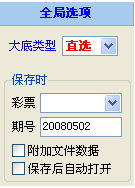 全局选项
大底类型 直选
保存时
彩票
期号 20080502
附加文件数据
保存后自动打开